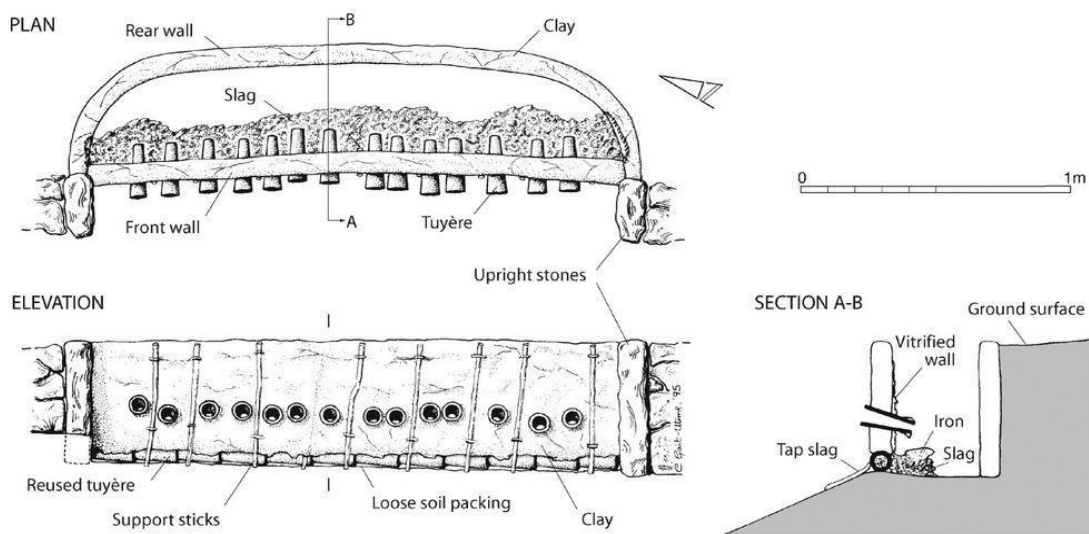 PLAN
Rear wall
B
Clay
Slag
0
1m
Front wall
A
Tuyère
Upright stones
ELEVATION
SECTION A-B
Ground surface
Vitrified
wall
Iron
Tap slag
Slag
Reused tuyère
Support sticks
Loose soil packing
Clay